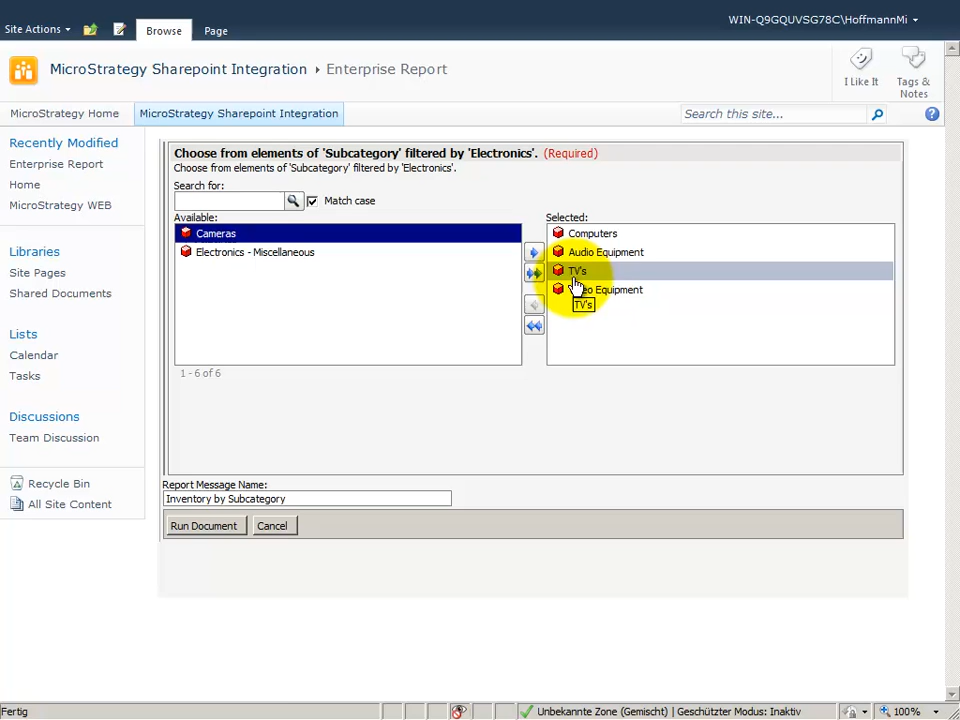 WIN-Q9GQUVSG78C\HoffmannMi
Site Actions
Browse
Page
MicroStrategy Sharepoint Integration
Enterprise Report
I Like It
Tags &
Notes
MicroStrategy Home
MicroStrategy Sharepoint Integration
Search this site...
Recently Modified
Enterprise Report
Home
MicroStrategy WEB
Libraries
Site Pages
Shared Documents
Lists
Calendar
Tasks
Discussions
Team Discussion
Recycle Bin
All Site Content
Choose from elements of 'Subcategory' filtered by 'Electronics'. (Required)
Choose from elements of 'Subcategory' filtered by 'Electronics'.
Search for:
Match case
Available:
Cameras
Electronics - Miscellaneous
1 - 6 of 6
Selected:
Computers
Audio Equipment
TV's
Equipment
TV's
Report Message Name:
Inventory by Subcategory
Run Document
Cancel
Fertig
Unbekannte Zone (Gemischt) | Geschützter Modus: Inaktiv
100%